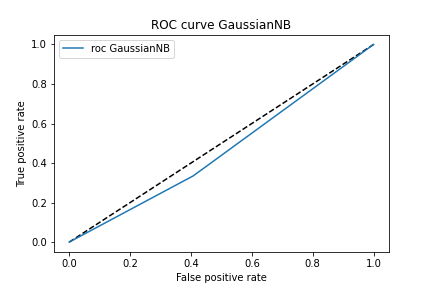 ROC curve GaussianNB
roc GaussianNB
True positive rate
1.0
0.8
0.6
0.4
0.2
0.0
0.0 0.2 0.4 0.6 0.8 1.0
False positive rate